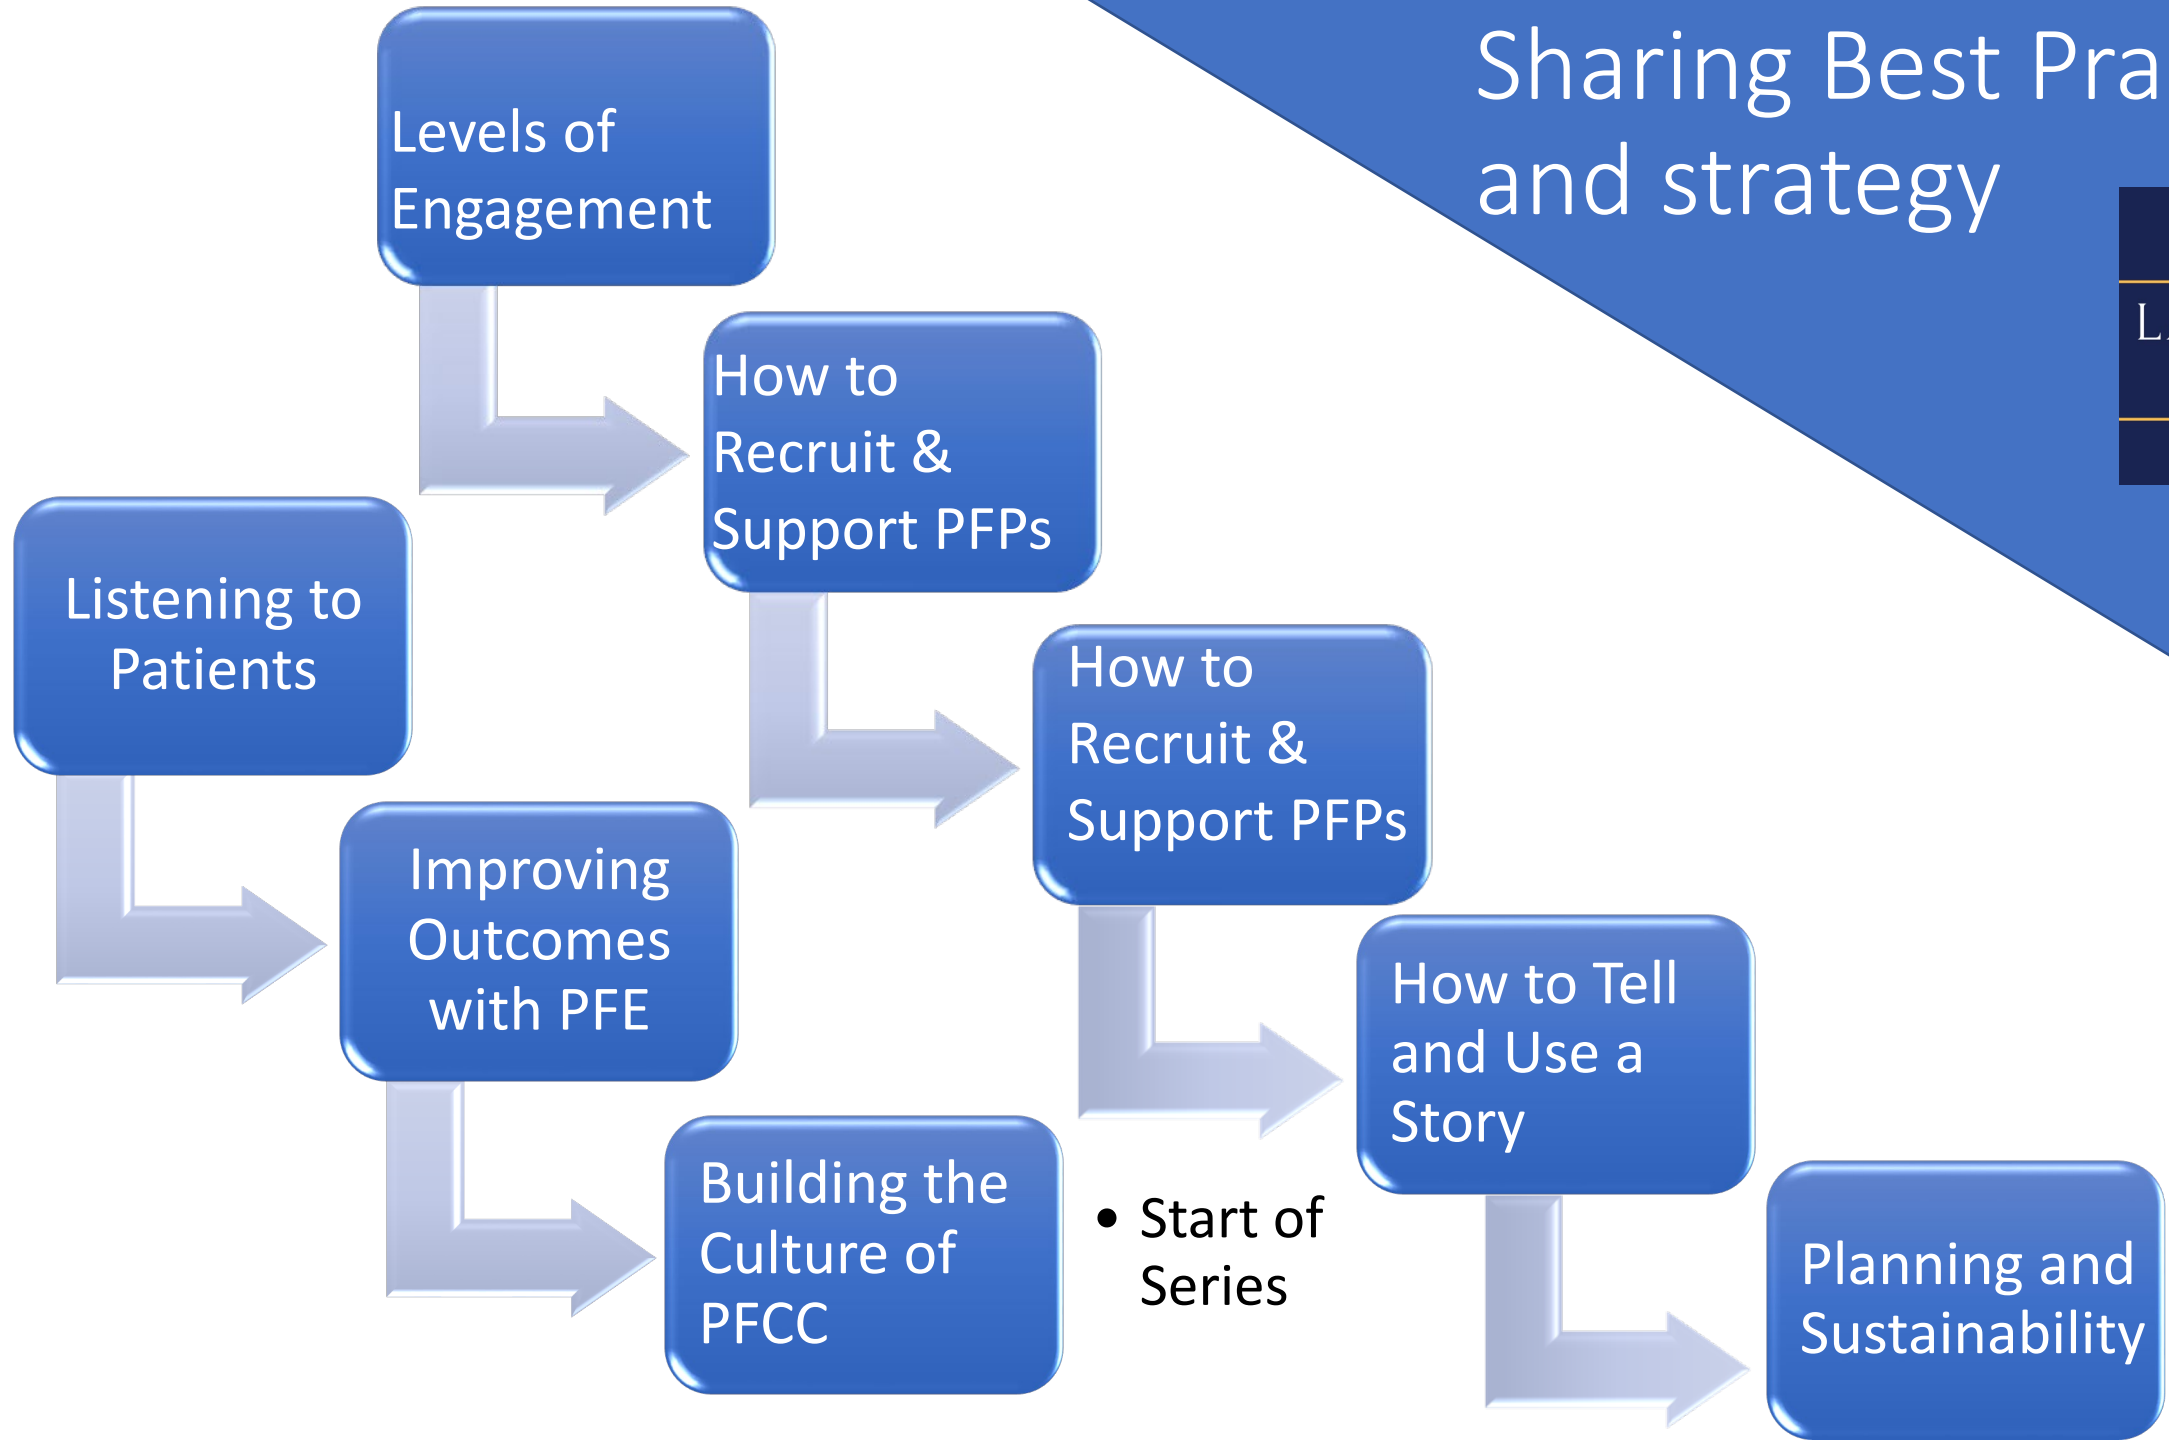 Sharing Best Pra
and strategy
Levels of
Engagement
How to
Recruit &
Support PFPs
How to
Recruit &
Support PFPs
How to Tell
and Use a
Story
Planning and
Sustainability
Listening to
Patients
Improving
Outcomes
with PFE
Building the
Culture of
PFCC
• Start of
Series